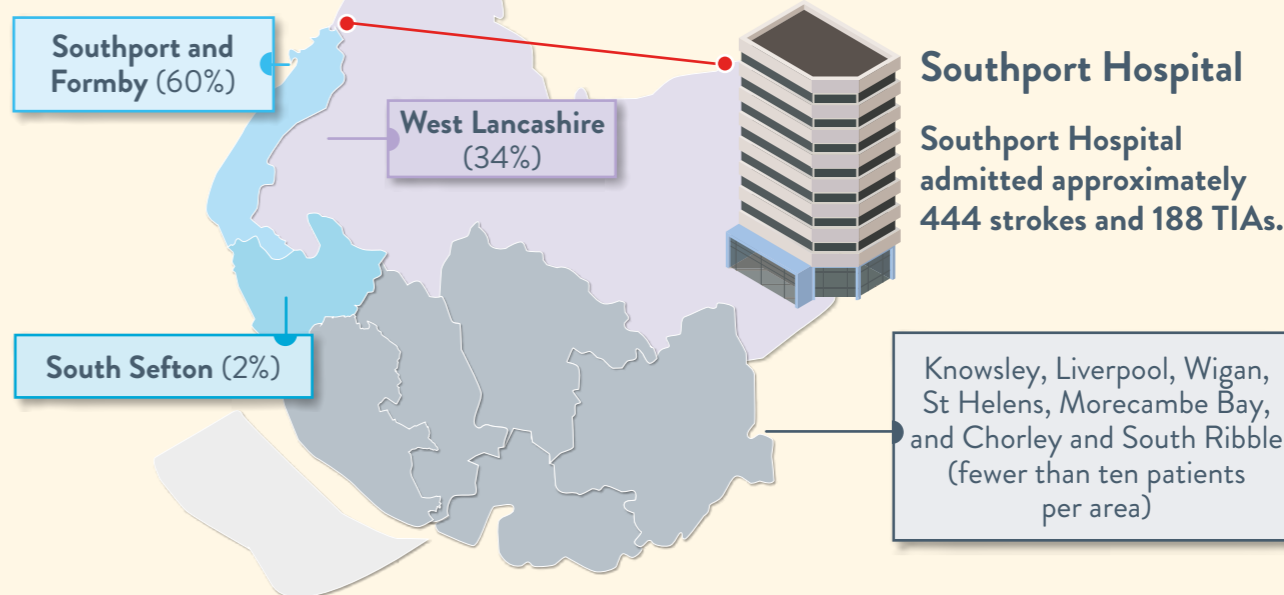 Southport and
Formby (60%)
West Lancashire
(34%)
South Sefton (2%)
Southport Hospital
Southport Hospital
admitted approximately
444 strokes and 188 TIAs.
Knowsley, Liverpool, Wigan,
St Helens, Morecambe Bay,
and Chorley and South Ribble
(fewer than ten patients
per area)